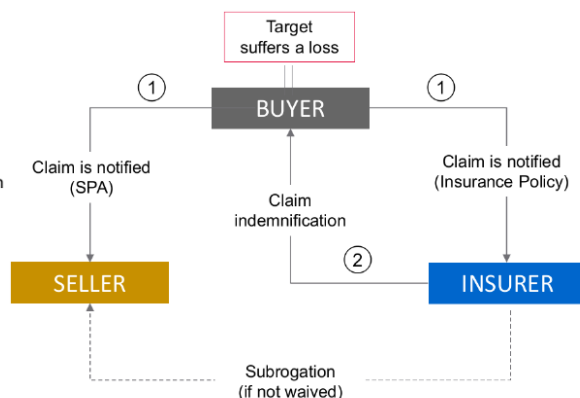 Target
suffers a loss
1
1
BUYER
Claim is notified
(SPA)
Claim is notified
(Insurance Policy)
n
Claim
indemnification
2
SELLER
INSURER
Subrogation
(if not waived)